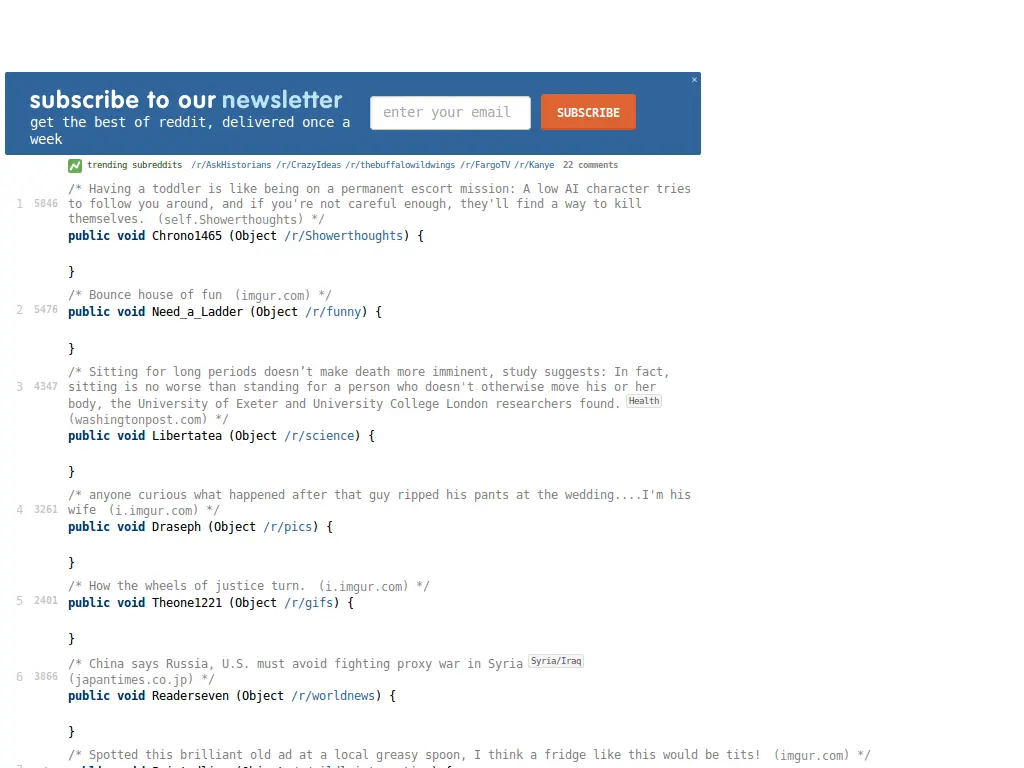 ×
subscribe to our newsletter
get the best of reddit, delivered once a
week
enter your email
SUBSCRIBE
trending subreddits /r/AskHistorians /r/CrazyIdeas /r/thebuffalowildwings /r/FargoTV /r/Kanye 22 comments
/* Having a toddler is like being on a permanent escort mission: A low AI character tries
1 5846 to follow you around, and if you're not careful enough, they'll find a way to kill
themselves. (self.Showerthoughts) */
public void Chrono1465 (Object /r/Showerthoughts) {
}
/* Bounce house of fun (imgur.com) */
2 5476 public void Need_a_Ladder (Object /r/funny) {
}
/* Sitting for long periods doesn’t make death more imminent, study suggests: In fact,
3 4347 sitting is no worse than standing for a person who doesn't otherwise move his or her
body, the University of Exeter and University College London researchers found. Health
(washingtonpost.com) */
public void Libertatea (Object /r/science) {
}
/* anyone curious what happened after that guy ripped his pants at the wedding....I'm his
4 3261 wife (i.imgur.com) */
public void Draseph (Object /r/pics) {
}
/* How the wheels of justice turn. (i.imgur.com) */
5 2401 public void Theone1221 (Object /r/gifs) {
}
/* China says Russia, U.S. must avoid fighting proxy war in Syria Syria/Iraq
6 3866 (japantimes.co.jp) */
public void Readerseven (Object /r/worldnews) {
}
/* Spotted this brilliant old ad at a local greasy spoon, I think a fridge like this would be tits! (imgur.com) */